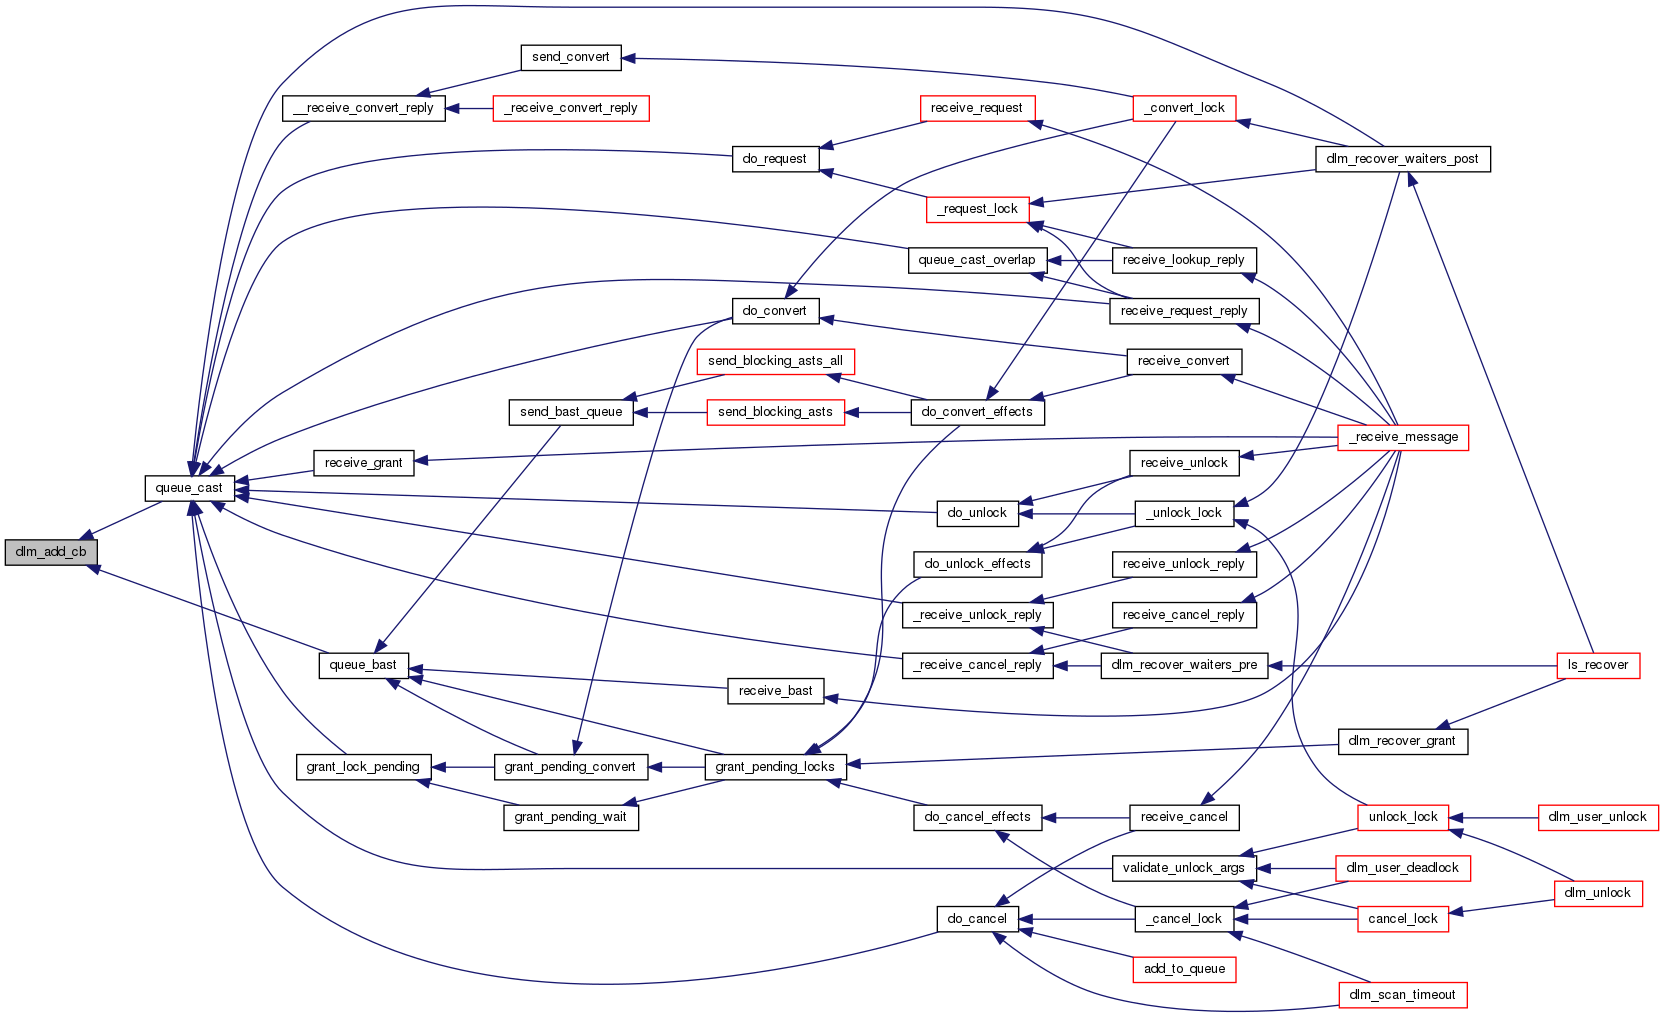 send_convert
__receive_convert_reply
_receive_convert_reply
receive_request
_convert_lock
do_request
dlm_recover_waiters_post
_request_lock
queue_cast_overlap
receive_lookup_reply
do_convert
receive_request_reply
send_blocking_asts_all
receive_convert
send_bast_queue
send_blocking_asts
do_convert_effects
_receive_message
receive_grant
receive_unlock
queue_cast
do_unlock
_unlock_lock
dlm_add_cb
do_unlock_effects
receive_unlock_reply
_receive_unlock_reply
receive_cancel_reply
queue_bast
_receive_cancel_reply
dlm_recover_waiters_pre
ls_recover
receive_bast
dlm_recover_grant
grant_lock_pending
grant_pending_convert
grant_pending_locks
grant_pending_wait
do_cancel_effects
receive_cancel
unlock_lock
dlm_user_unlock
validate_unlock_args
dlm_user_deadlock
dlm_unlock
do_cancel
_cancel_lock
cancel_lock
add_to_queue
dlm_scan_timeout